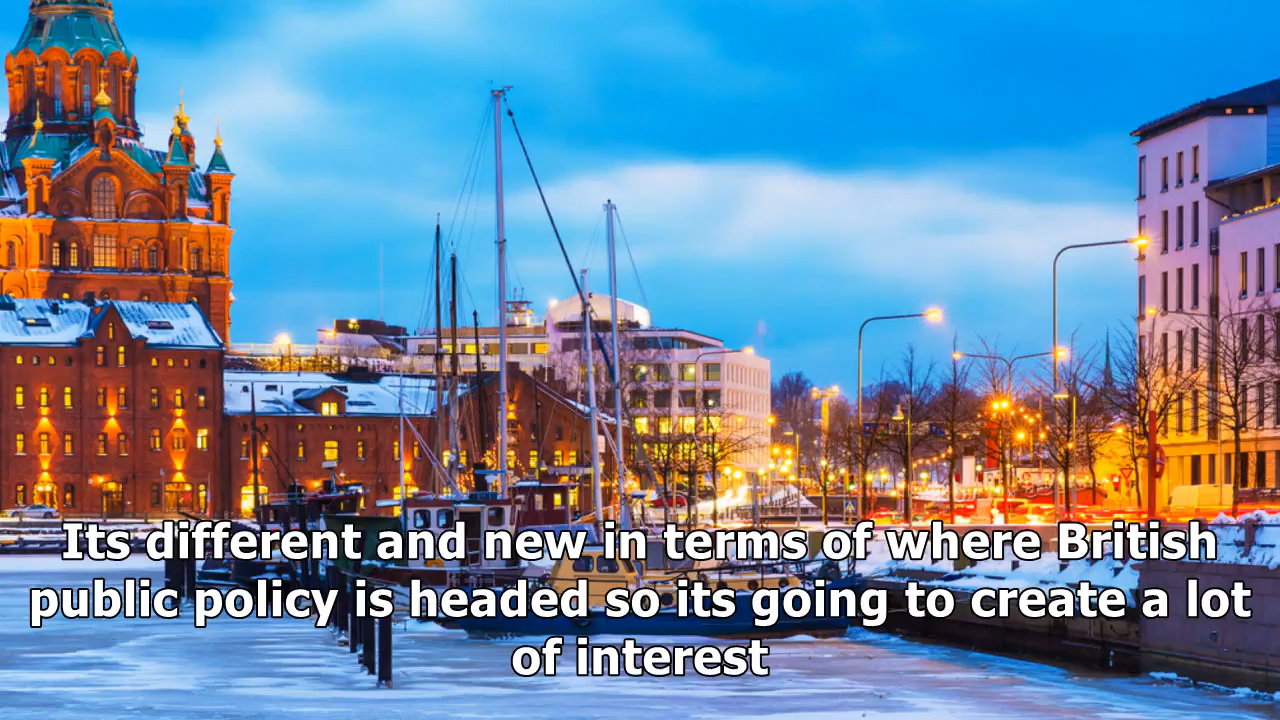 Its different and new in terms of where British
public policy is headed so its going to create a lot
of interest